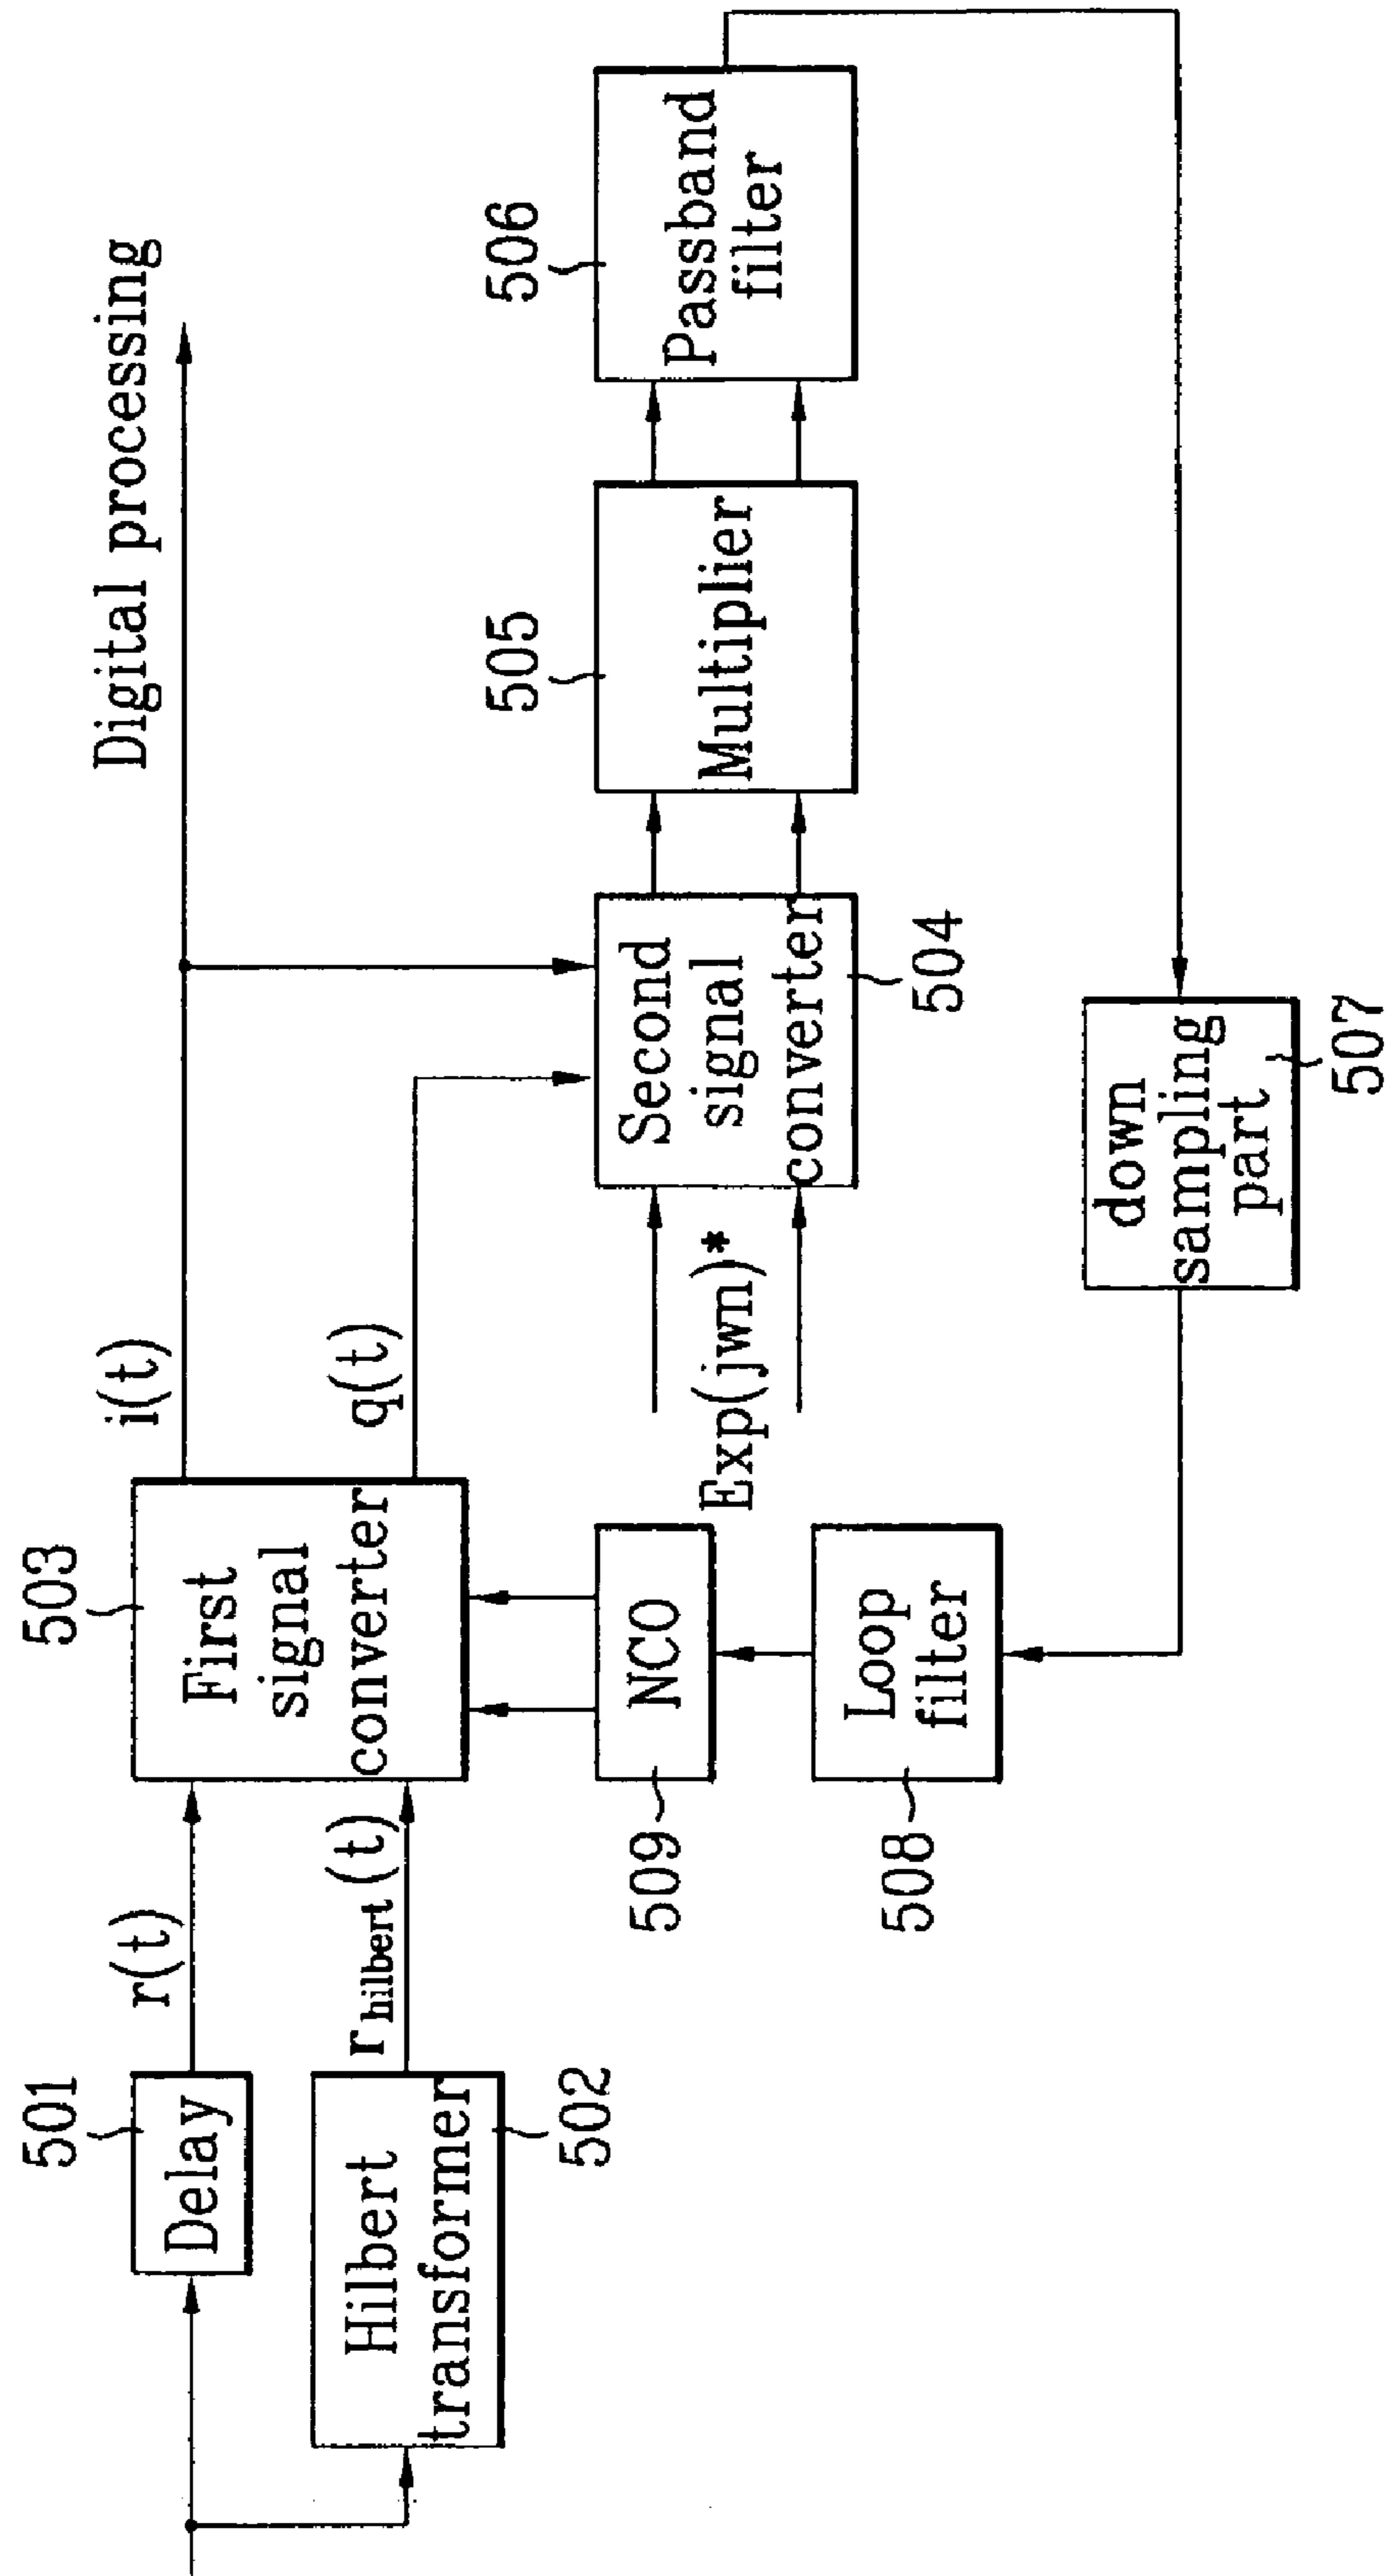 Digital processing
501
Delay
r(t)
503
First
signal
converter
i(t)
q(t)
Hilbert
transformer
502
rhilbert(t)
509
NCO
508
Loop
filter
Exp(jwn)*
Second
signal
converter
504
505
Multiplier
506
Passband
filter
down
sampling
part
507